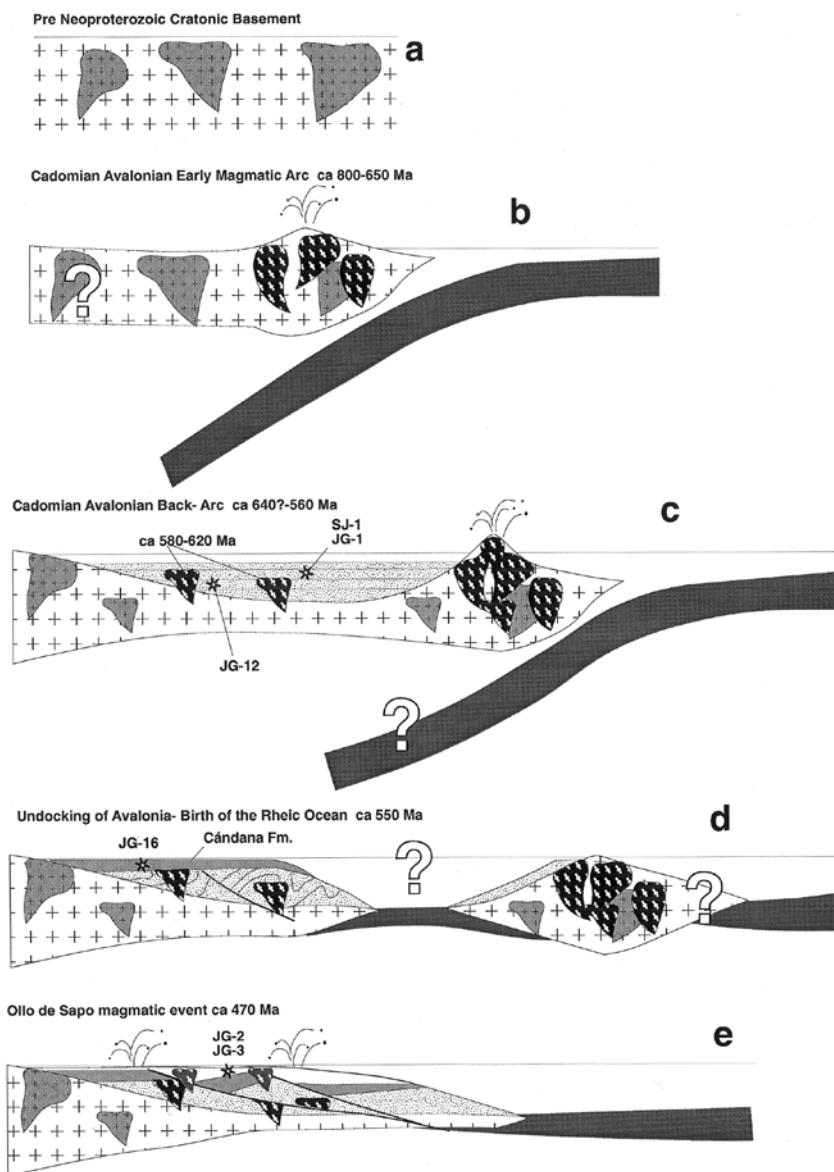 Pre Neoproterozoic Cratonic Basement
a
Cadomian Avalonian Early Magmatic Arc ca 800-650 Ma
b
?
Cadomian Avalonian Back- Arc ca 640?-560 Ma
c
SJ-1
JG-1
ca 580-620 Ma
JG-12
?
Undocking of Avalonia- Birth of the Rheic Ocean ca 550 Ma
d
JG-16
Cándana Fm.
?
?
Ollo de Sapo magmatic event ca 470 Ma
e
JG-2
JG-3